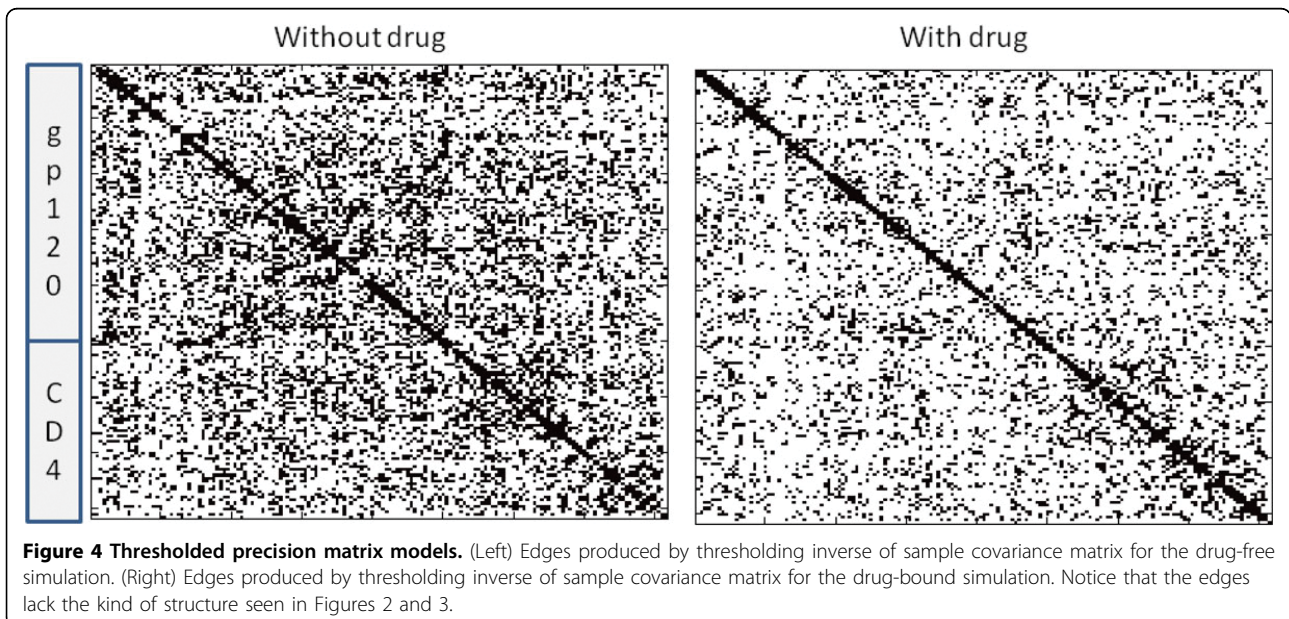 Without drug
With drug
g
p
1
2
0
C
D
4
Figure 4 Thresholded precision matrix models. (Left) Edges produced by thresholding inverse of sample covariance matrix for the drug-free
simulation. (Right) Edges produced by thresholding inverse of sample covariance matrix for the drug-bound simulation. Notice that the edges
lack the kind of structure seen in Figures 2 and 3.